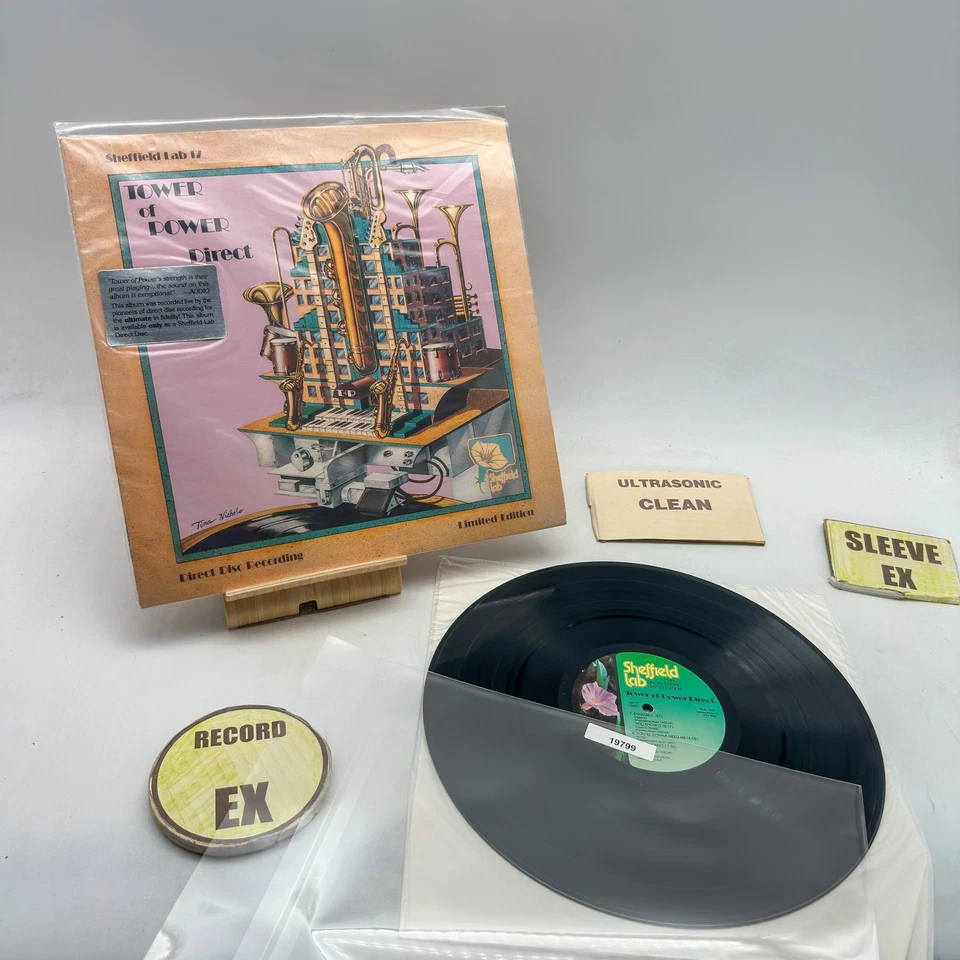 Sheffield Lab 17
TOWER
of
POWER
Direct
"Tower of Power's strength is their
great playing...the sound on this
album is exceptional." —AUDIO
This album was recorded live by the
pioneers of direct disc recording for
the ultimate in fidelity! This album
is available only as a Sheffield Lab
Direct Disc.
T.O.P.
Sheffield
lab
Tina Nichols
Direct Disc Recording
Limited Edition
ULTRASONIC
CLEAN
SLEEVE
EX
RECORD
EX
Sheffield
lab
Tower of Power Direct
19799